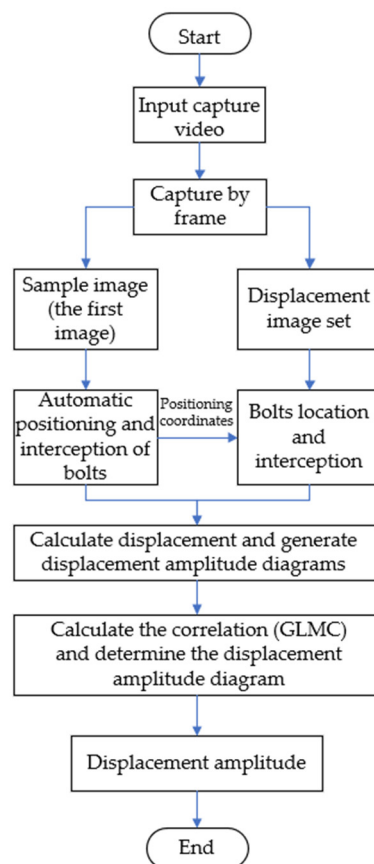 Start
Input capture
video
Capture by
frame
Sample image
(the first
image)
Displacement
image set
Automatic
positioning and
interception of
bolts
Positioning
coordinates
Bolts location
and
interception
Calculate displacement and generate
displacement amplitude diagrams
Calculate the correlation (GLMC)
and determine the displacement
amplitude diagram
Displacement amplitude
End